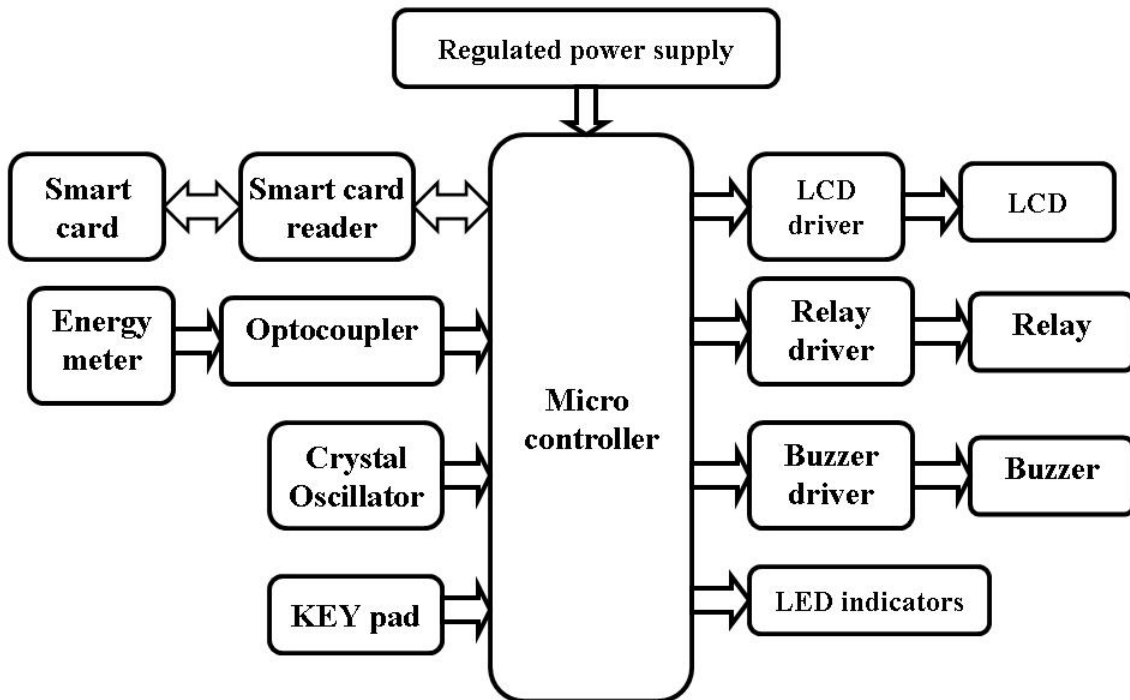 Regulated power supply
Smart
card
Smart card
reader
LCD
driver
LCD
Energy
meter
Optocoupler
Relay
driver
Relay
Micro
controller
Crystal
Oscillator
Buzzer
driver
Buzzer
KEY pad
LED indicators